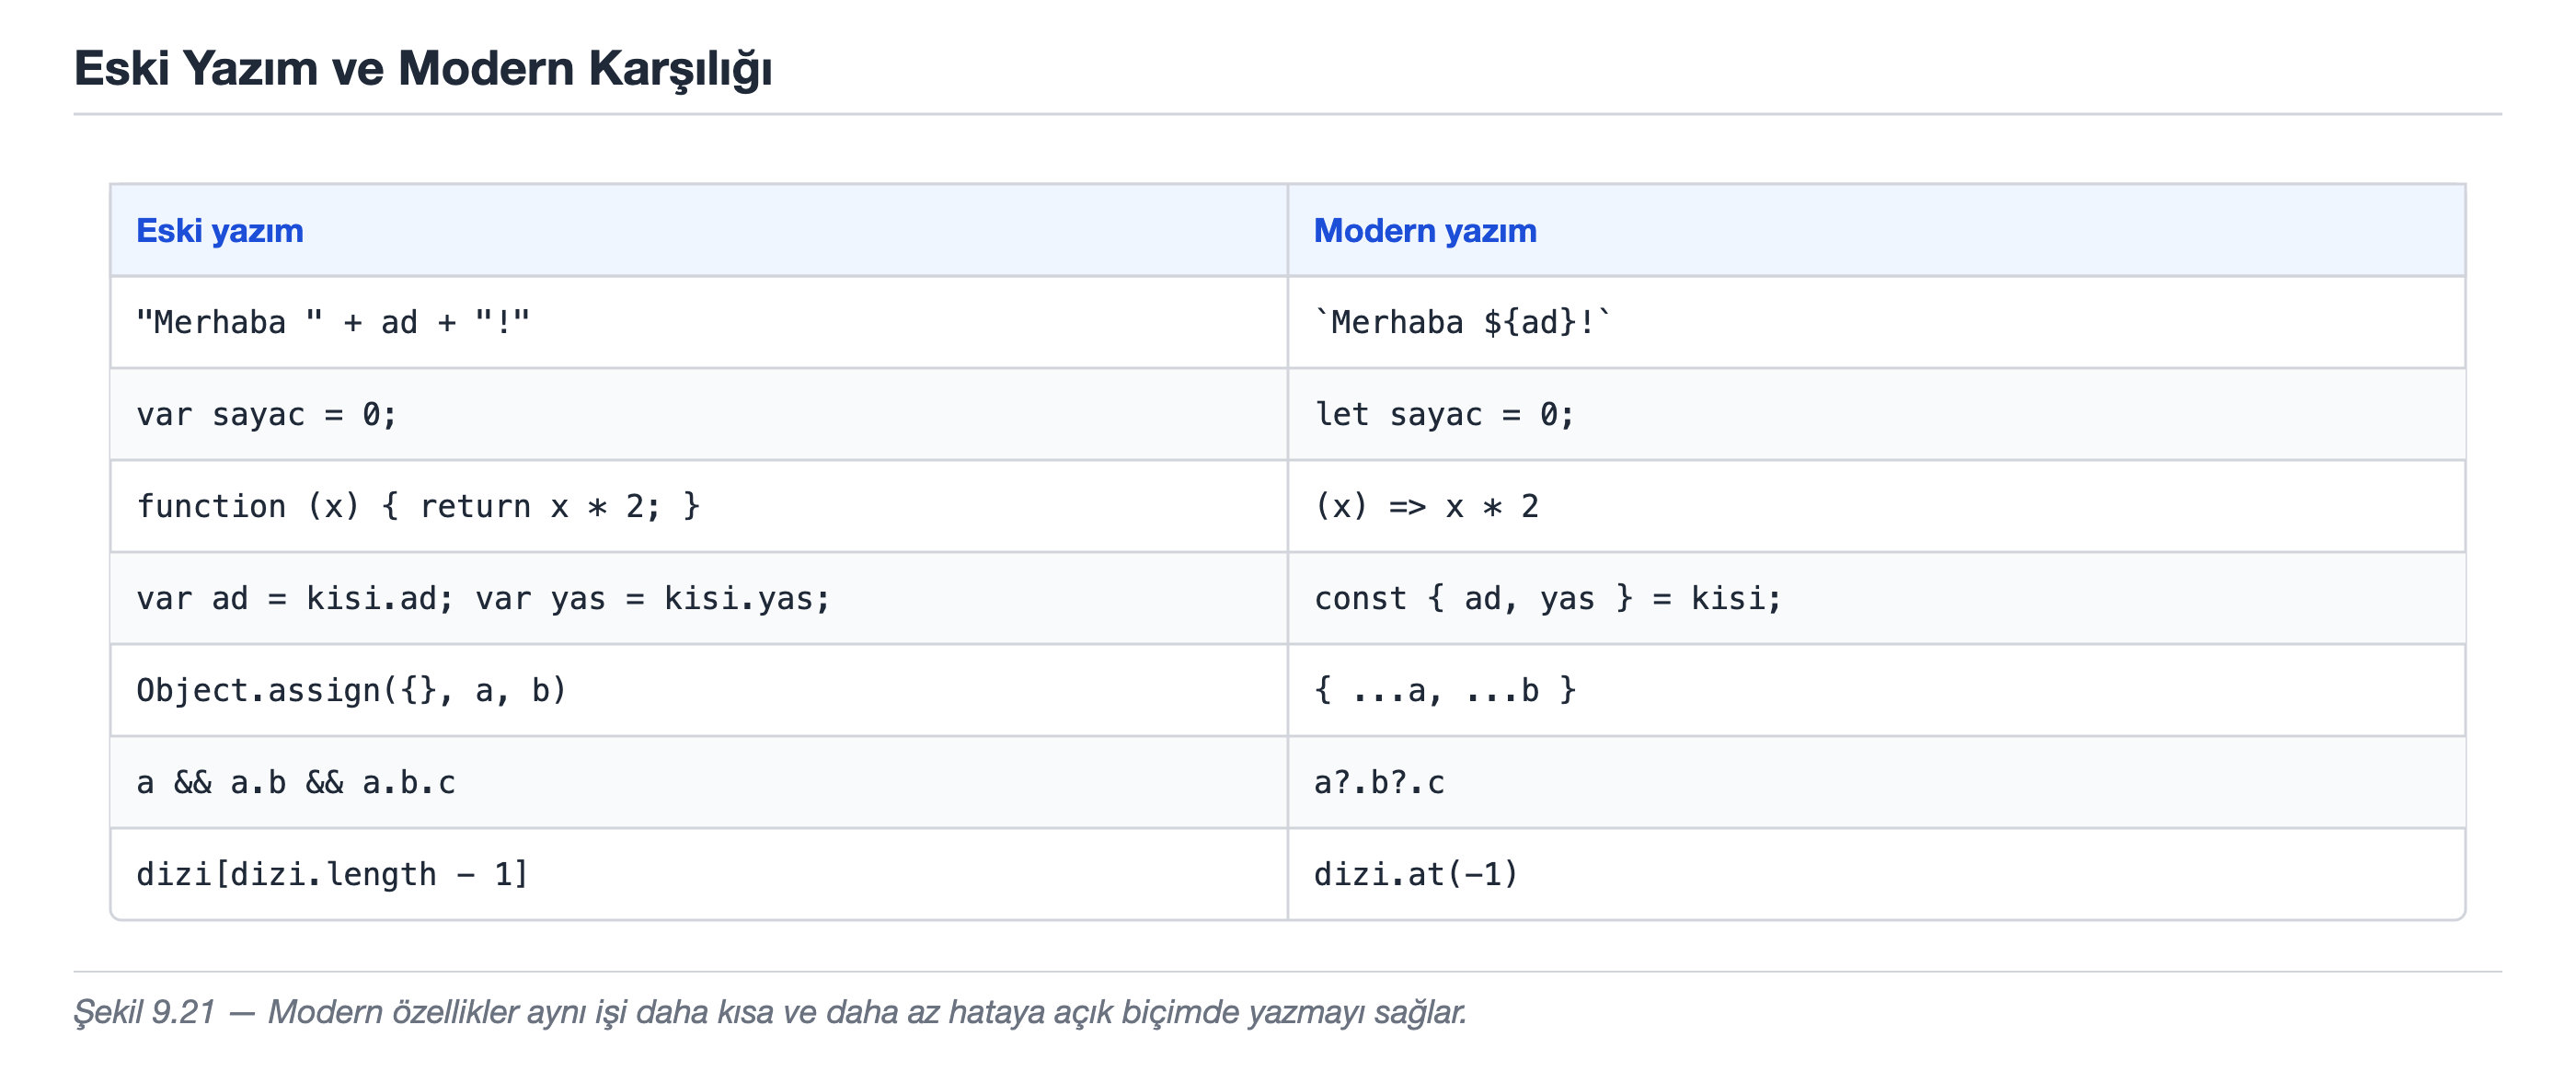 Eski Yazım ve Modern Karşılığı
Eski yazım
Modern yazım
"Merhaba " + ad + "!"
`Merhaba ${ad}!`
var sayac = 0;
let sayac = 0;
function (x) { return x * 2; }
(x) => x * 2
var ad = kisi.ad; var yas = kisi.yas;
const { ad, yas } = kisi;
Object.assign({}, a, b)
{ ...a, ...b }
a && a.b && a.b.c
a?.b?.c
dizi[dizi.length - 1]
dizi.at(-1)
Şekil 9.21 — Modern özellikler aynı işi daha kısa ve daha az hataya açık biçimde yazmayı sağlar.